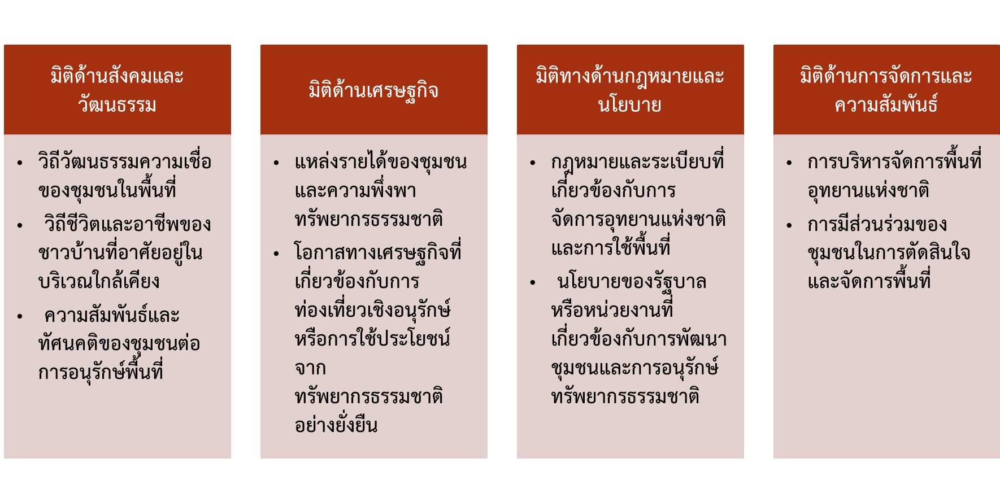 มิติด้านสังคมและ
วัฒนธรรม
• วิถีวัฒนธรรมความเชื่อ
ของชุมชนในพื้นที่
• วิถีชีวิตและอาชีพของ
ชาวบ้านที่อาศัยอยู่ใน
บริเวณใกล้เคียง
• ความสัมพันธ์และ
ทัศนคติของชุมชนต่อ
การอนุรักษ์พื้นที่
มิติด้านเศรษฐกิจ
• แหล่งรายได้ของชุมชน
และความพึ่งพา
ทรัพยากรธรรมชาติ
• โอกาสทางเศรษฐกิจที่
เกี่ยวข้องกับการ
ท่องเที่ยวเชิงอนุรักษ์
หรือการใช้ประโยชน์
จาก
ทรัพยากรธรรมชาติ
อย่างยั่งยืน
มิติทางด้านกฎหมายและ
นโยบาย
• กฎหมายและระเบียบที่
เกี่ยวข้องกับการ
จัดการอุทยานแห่งชาติ
และการใช้พื้นที่
• นโยบายของรัฐบาล
หรือหน่วยงานที่
เกี่ยวข้องกับการพัฒนา
ชุมชนและการอนุรักษ์
ทรัพยากรธรรมชาติ
มิติด้านการจัดการและ
ความสัมพันธ์
• การบริหารจัดการพื้นที่
อุทยานแห่งชาติ
• การมีส่วนร่วมของ
ชุมชนในการตัดสินใจ
และจัดการพื้นที่